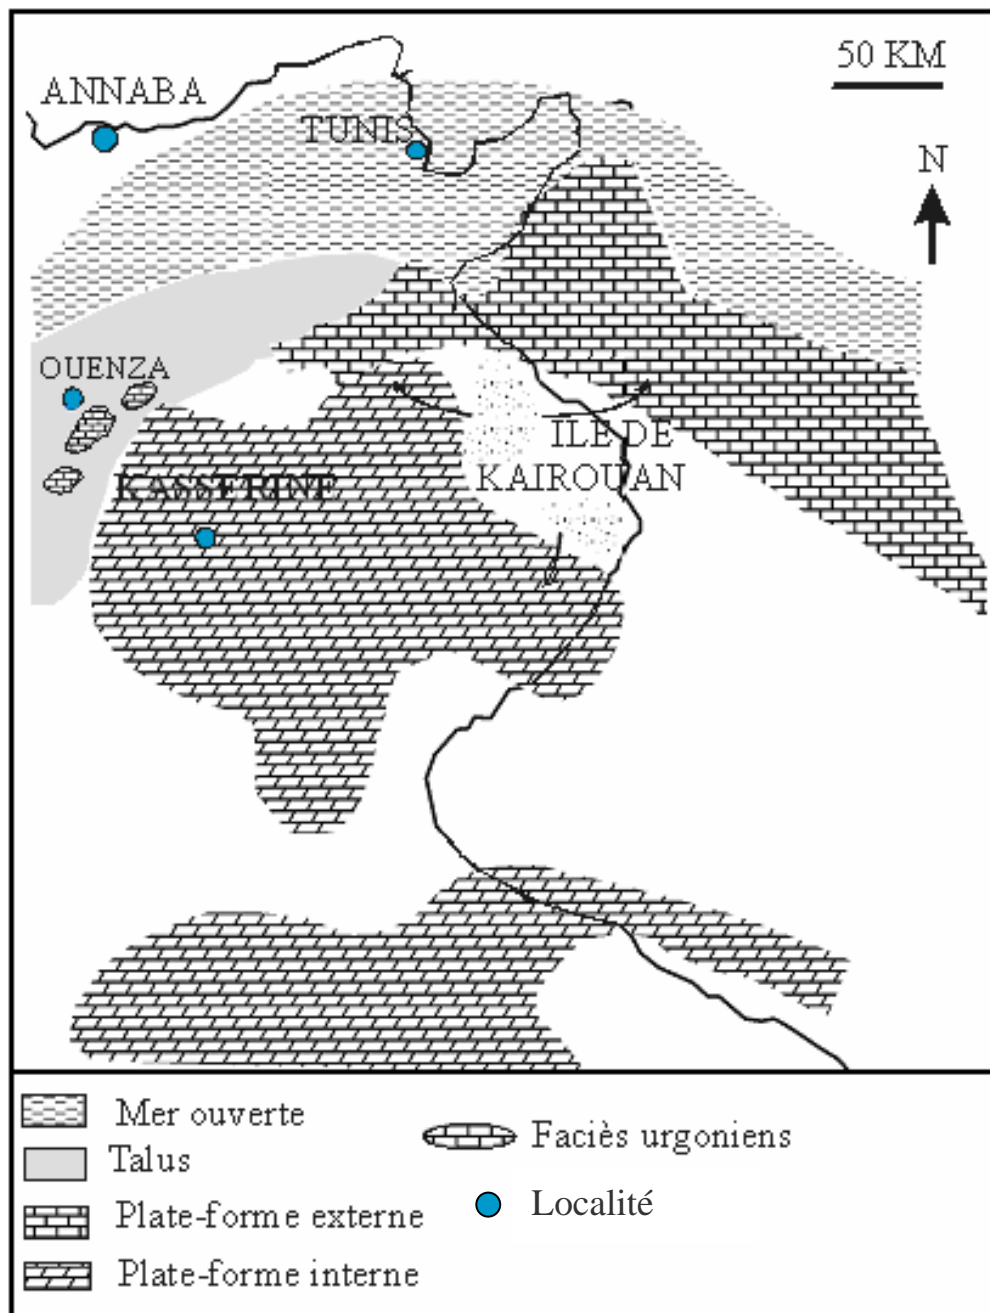 50 KM
ANNABA
TUNIS
N
OUENZA
ILE DE
KAIROUAN
KASSERINE
Mer ouverte
Talus
Plate-forme externe
Plate-forme interne
Faciès urgoniens
Localité